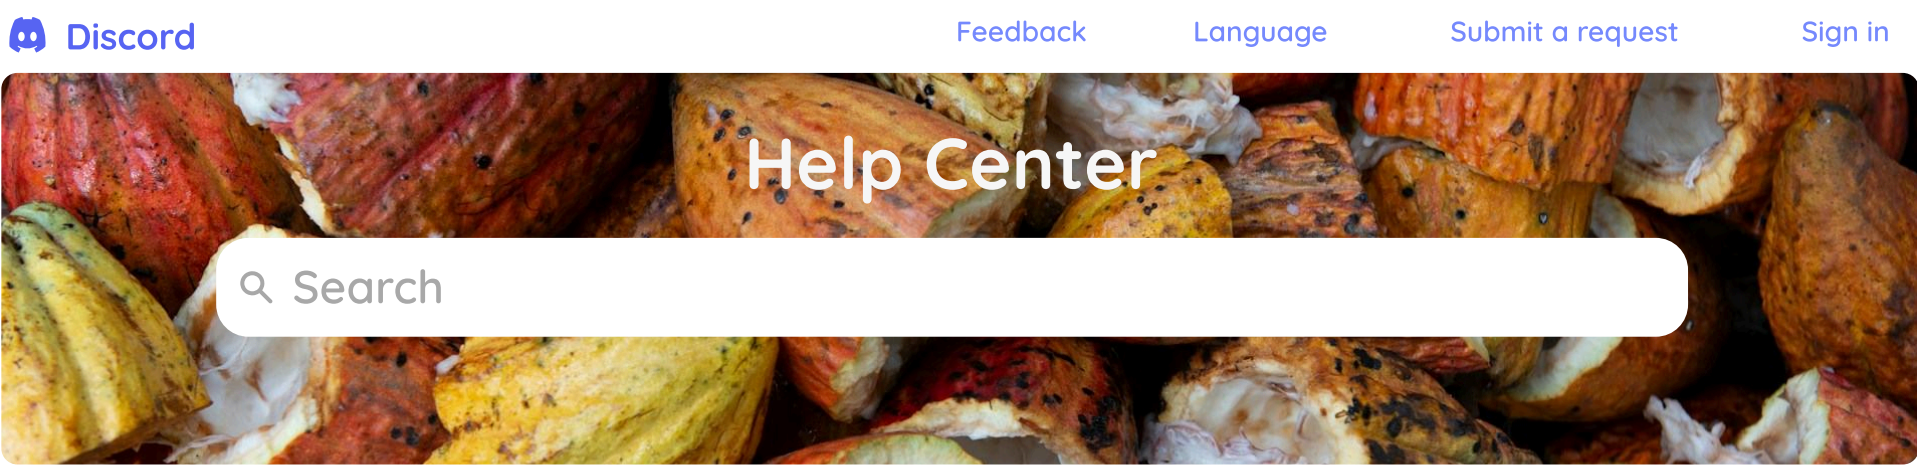 Discord
Feedback Language Submit a request Sign in
Help Center
Search